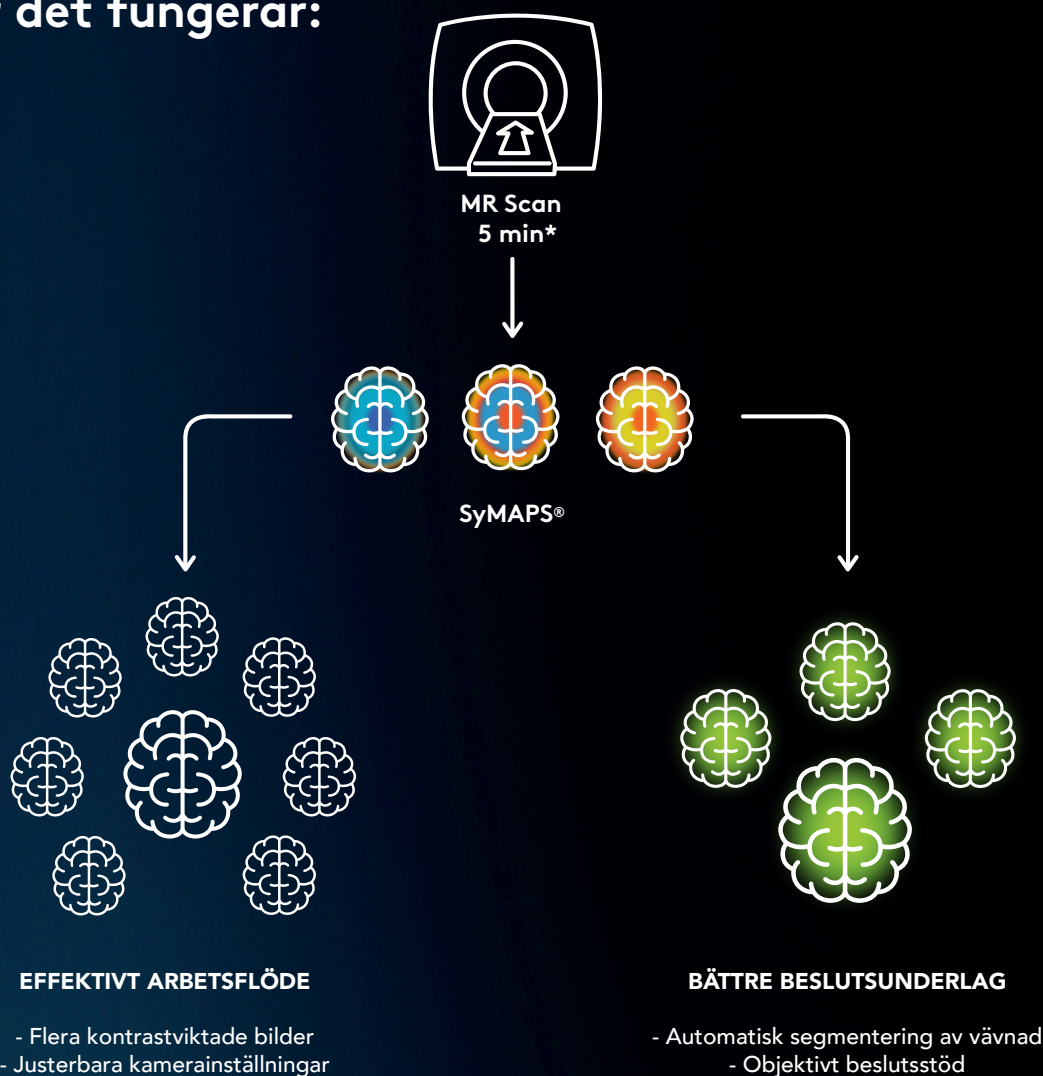 det fungerar:
MR Scan
5 min*
SyMAPS®
EFFEKTIVT ARBETSFLÖDE
- Flera kontrastviktade bilder
- Justerbara kamerainställningar
BÄTTRE BESLUTSUNDERLAG
- Automatisk segmentering av vävnad
- Objektivt beslutsstöd